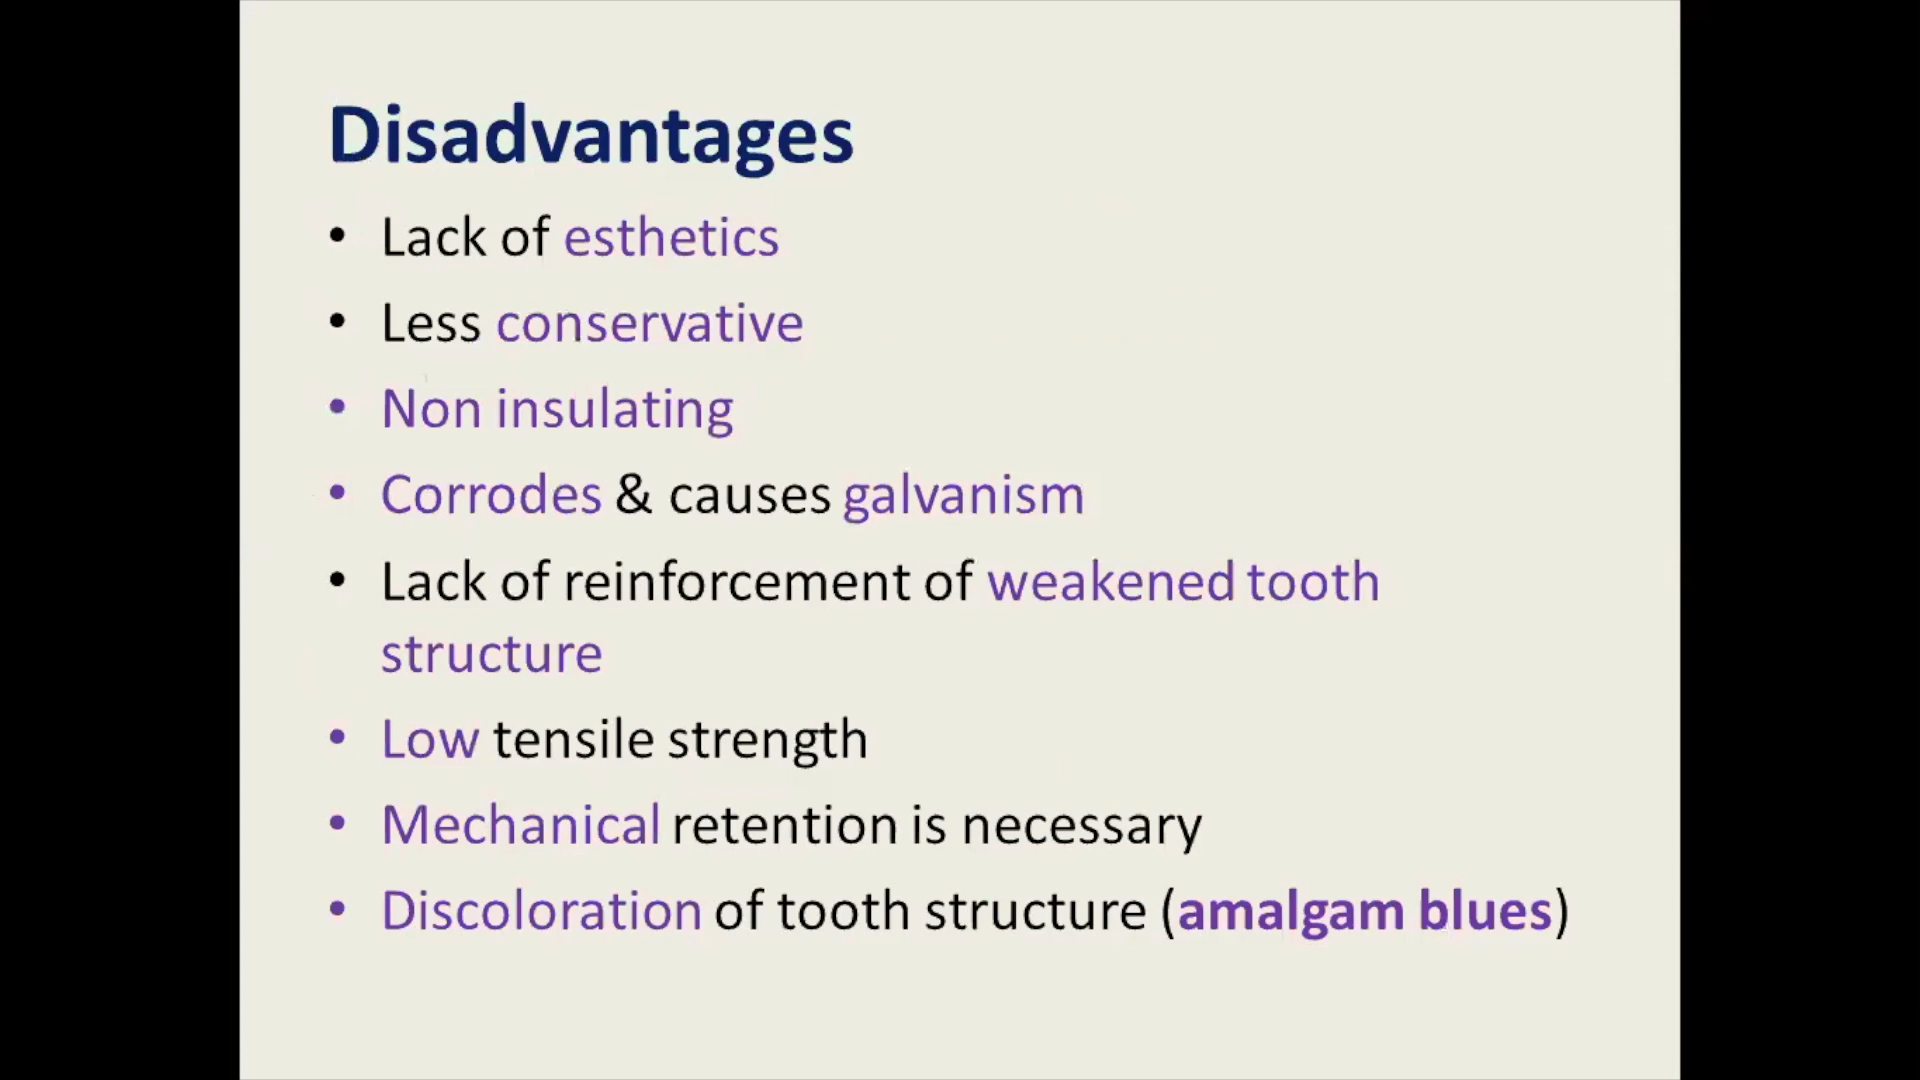 Disadvantages
• Lack of esthetics
• Less conservative
• Non insulating
• Corrodes & causes galvanism
• Lack of reinforcement of weakened tooth
structure
• Low tensile strength
• Mechanical retention is necessary
• Discoloration of tooth structure (amalgam blues)